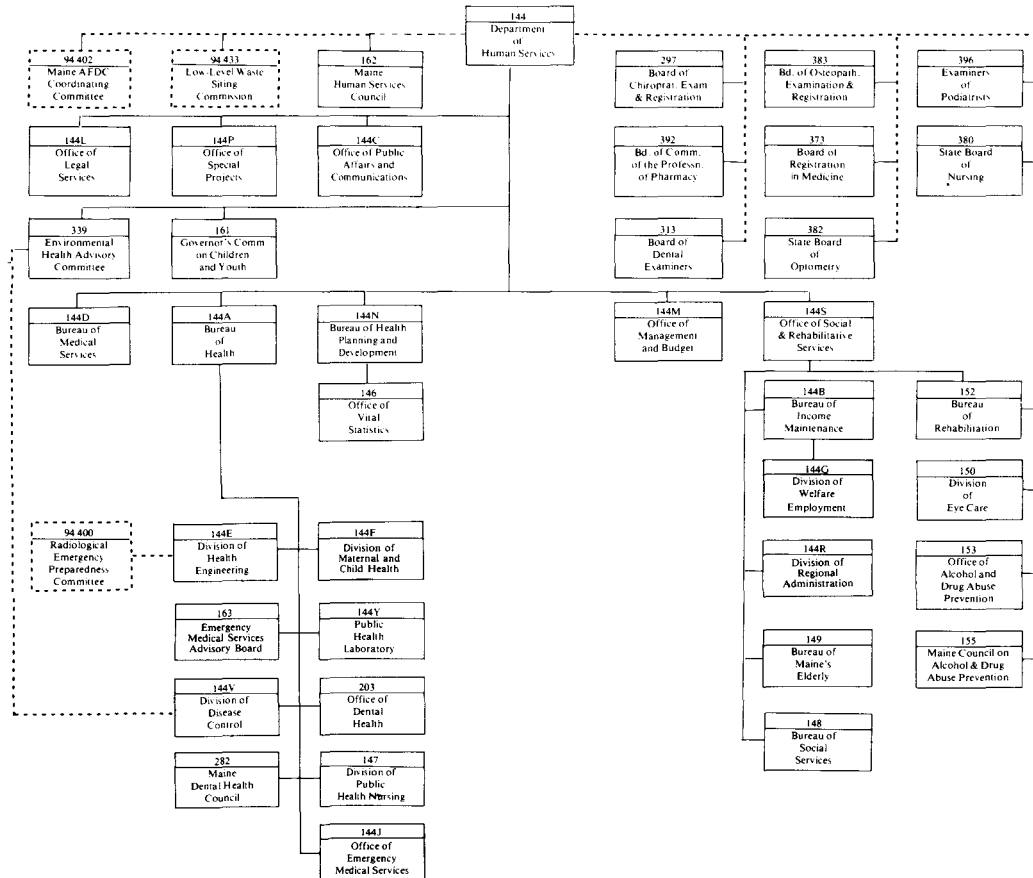 144
Department
of
Human Services
94 402
Maine AFDC
Coordinating
Committee
94 433
Low-Level Waste
Siting
Commission
162
Maine
Human Services
Council
297
Board of
Chiroprat. Exam
& Registration
383
Bd. of Osteopath.
Examination &
Registration
396
Examiners
of
Podiatrists
144L
Office of
Legal
Services
144P
Office of
Special
Projects
144C
Office of Public
Affairs and
Communications
392
Bd. of Comm.
of the Professn.
of Pharmacy
373
Board of
Registration
in Medicine
380
State Board
of
Nursing
339
Environmental
Health Advisory
Committee
161
Governor's Comm
on Children
and Youth
313
Board of
Dental
Examiners
382
State Board
of
Optometry
144D
Bureau of
Medical
Services
144A
Bureau
of
Health
144N
Bureau of Health
Planning and
Development
144M
Office of
Management
and Budget
144S
Office of Social
& Rehabilitative
Services
146
Office of
Vital
Statistics
144B
Bureau of
Income
Maintenance
152
Bureau
of
Rehabilitation
144G
Division of
Welfare
Employment
150
Division
of
Eye Care
94 400
Radiological
Emergency
Preparedness
Committee
144E
Division of
Health
Engineering
144F
Division of
Maternal and
Child Health
144R
Division of
Regional
Administration
153
Office of
Alcohol and
Drug Abuse
Prevention
163
Emergency
Medical Services
Advisory Board
144Y
Public
Health
Laboratory
149
Bureau of
Maine's
Elderly
155
Maine Council on
Alcohol & Drug
Abuse Prevention
144V
Division of
Disease
Control
203
Office of
Dental
Health
148
Bureau of
Social
Services
282
Maine
Dental Health
Council
147
Division of
Public
Health Nursing
144J
Office of
Emergency
Medical Services